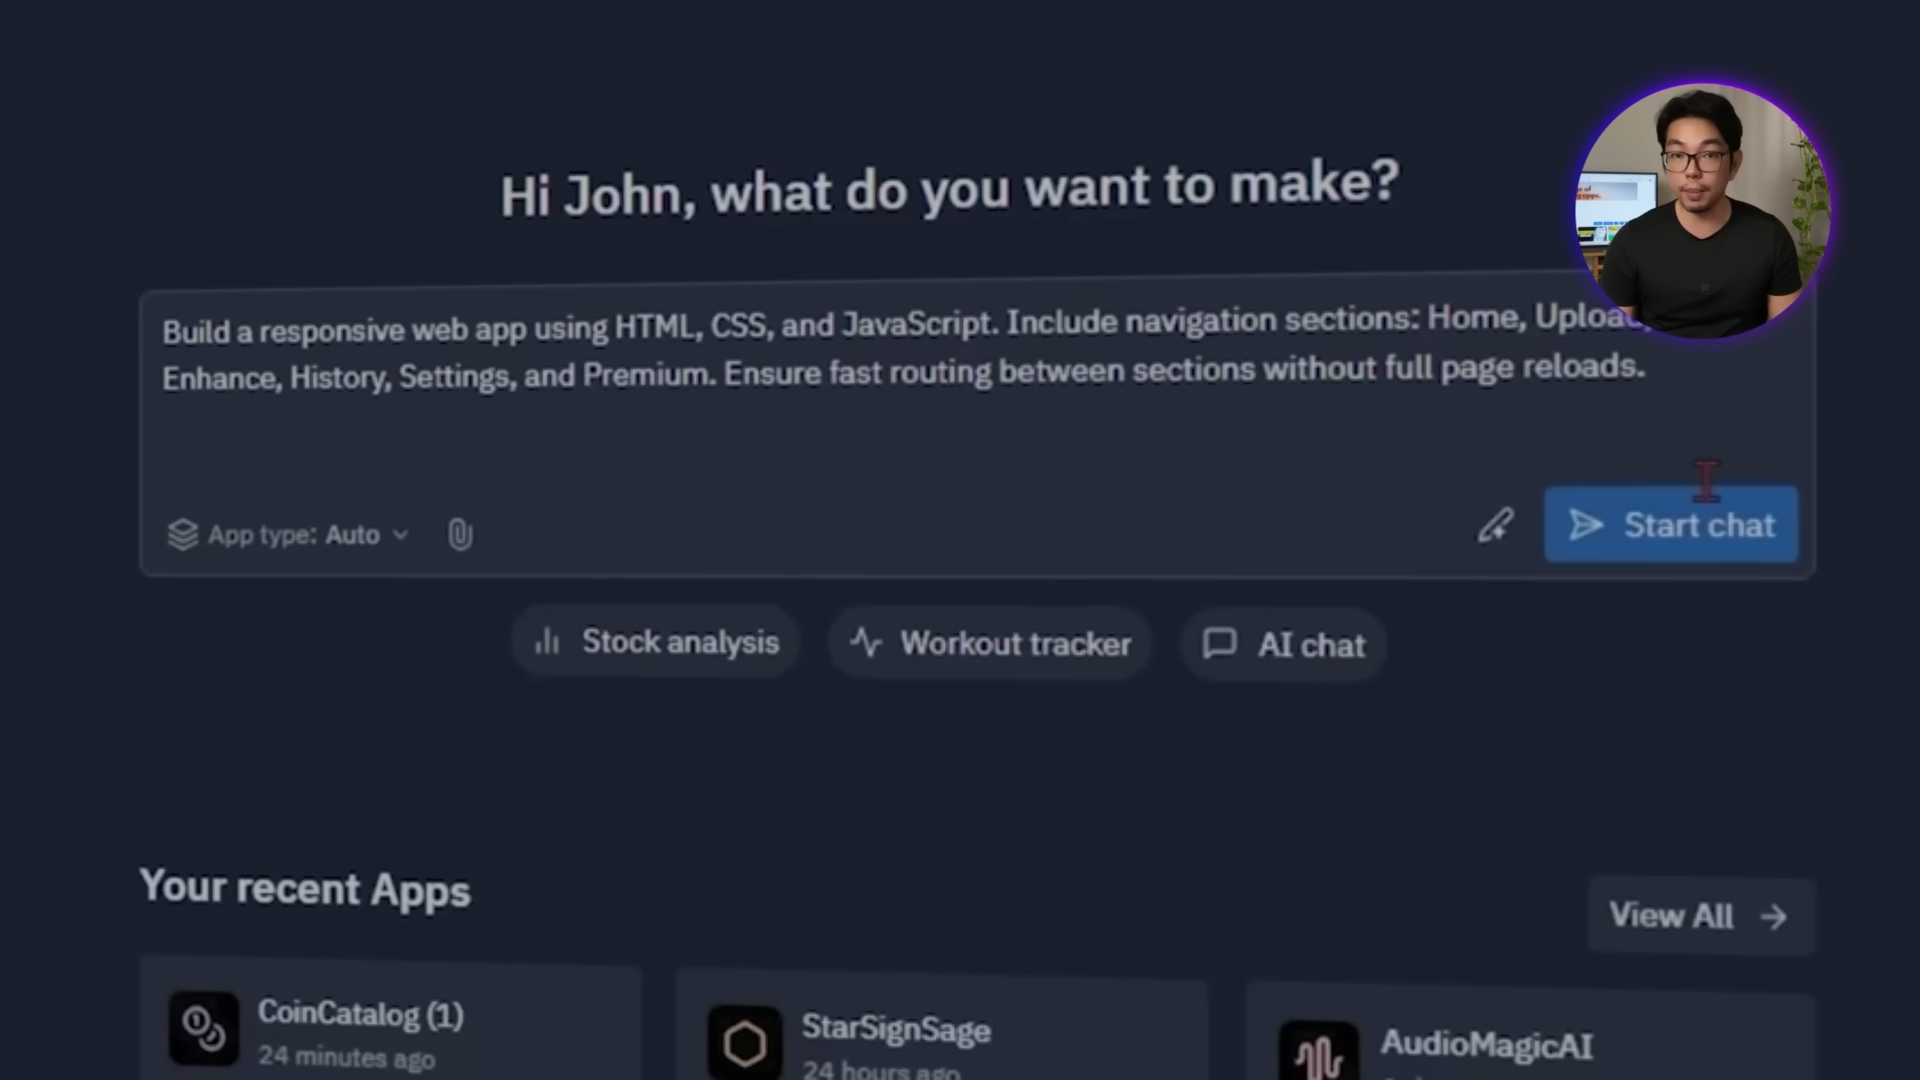 Hi John, what do you want to make?
Build a responsive web app using HTML, CSS, and JavaScript. Include navigation sections: Home,
Enhance, History, Settings, and Premium. Ensure fast routing between sections without full page reloads.
App type: Auto
Start chat
Stock analysis
Workout tracker
AI chat
Your recent Apps
View All
CoinCatalog (1)
24 minutes ago
StarSignSage
24 hours ago
AudioMagicAI